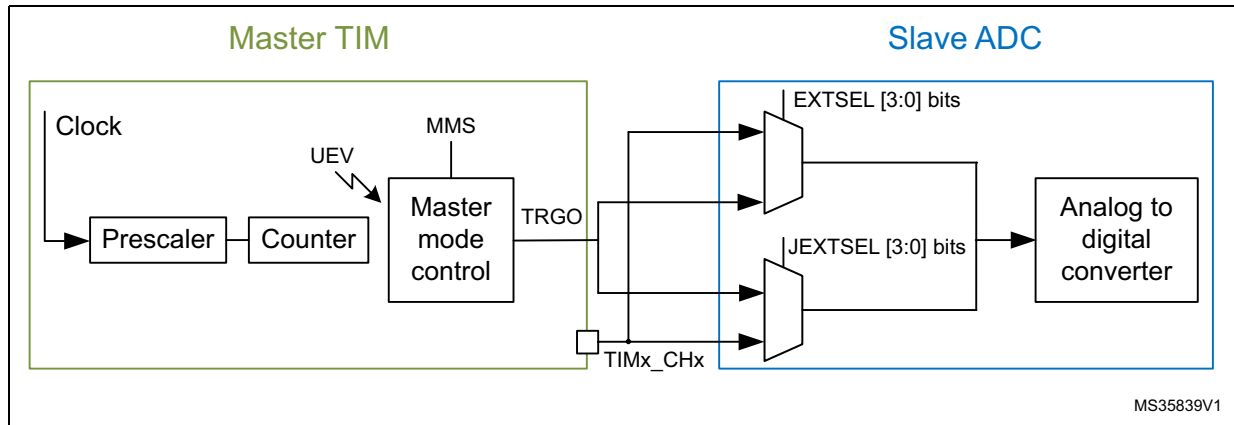 Master TIM
Slave ADC
Clock
UEV
MMS
Prescaler
Counter
Master
mode
control
TRGO
TIMx_CHx
EXTSEL [3:0] bits
JEXTSEL [3:0] bits
Analog to
digital
converter
MS35839V1